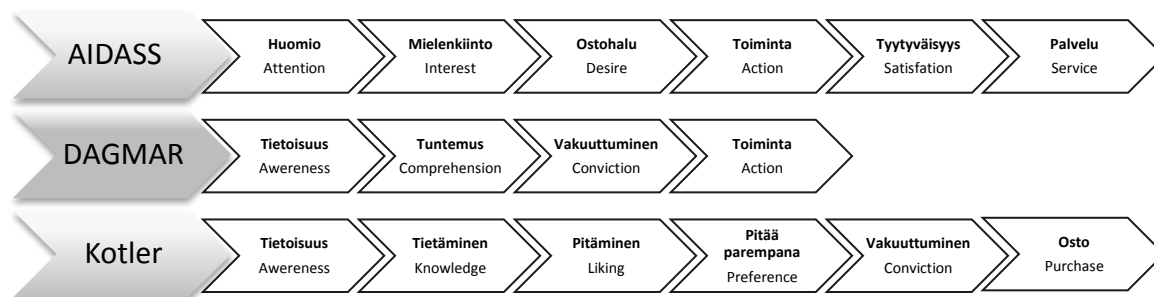 AIDASS
Huomio
Attention
Mielenkiinto
Interest
Ostohalu
Desire
Toiminta
Action
Tyytyväisyys
Satisfation
Palvelu
Service
DAGMAR
Tietoisuus
Awereness
Tuntemus
Comprehension
Vakuuttuminen
Conviction
Toiminta
Action
Kotler
Tietoisuus
Awereness
Tietäminen
Knowledge
Pitäminen
Liking
Pitää
parempana
Preference
Vakuuttuminen
Conviction
Osto
Purchase